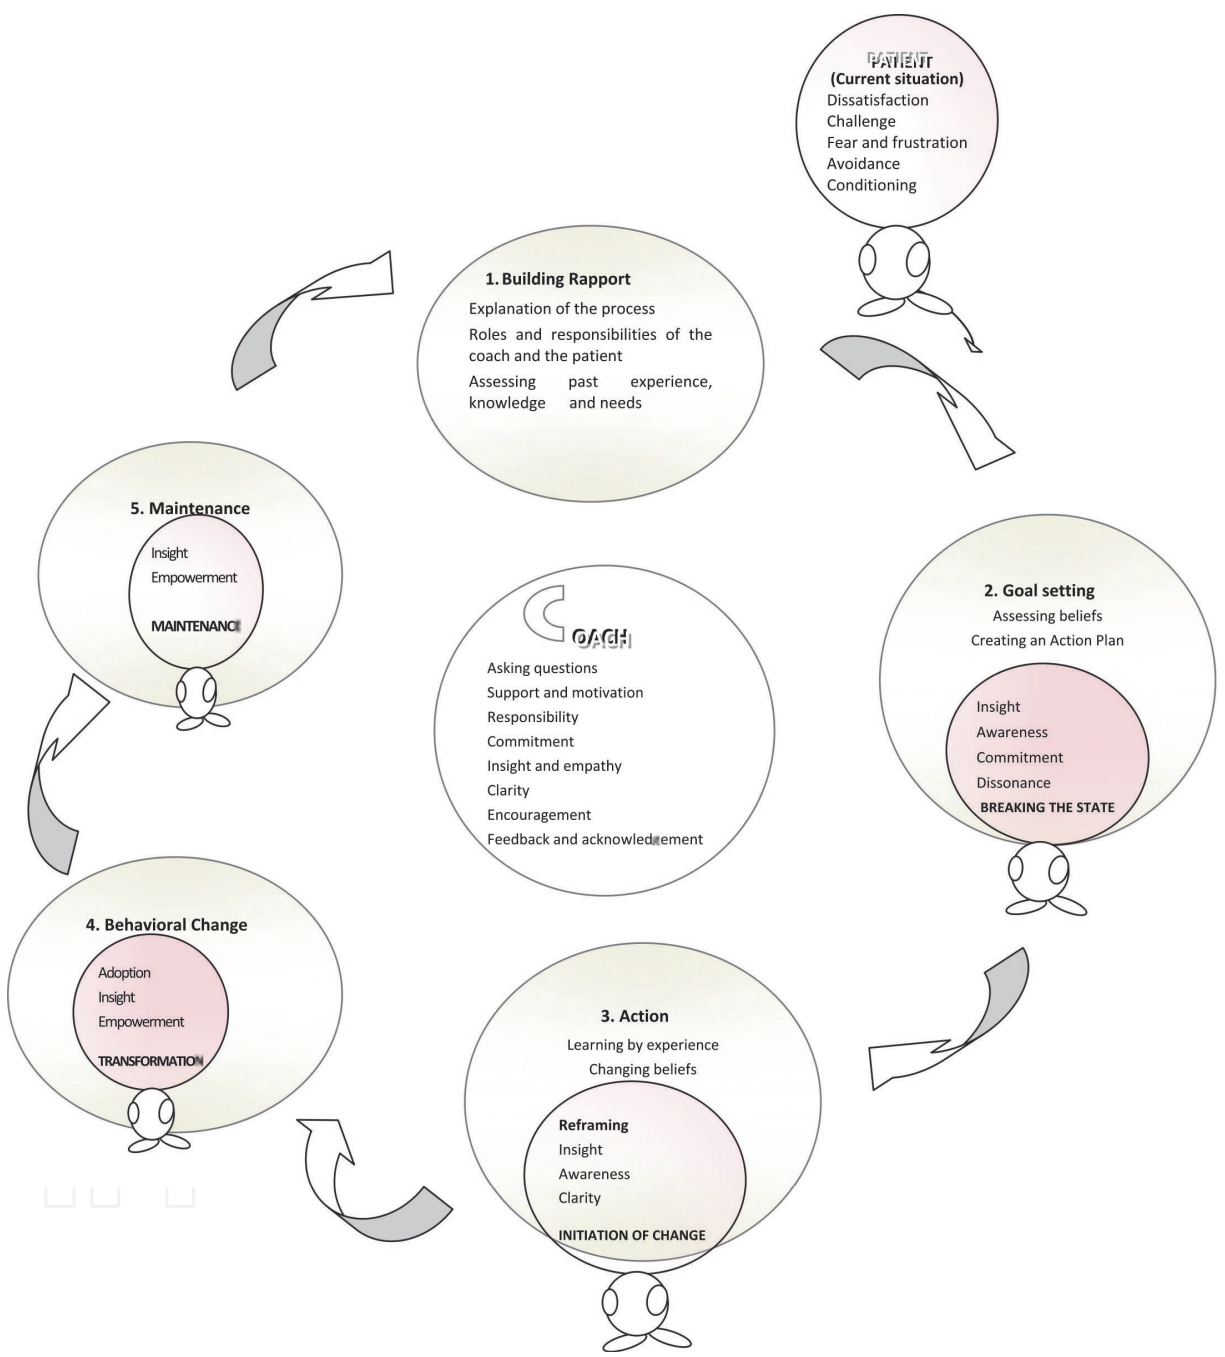 PATIENT
(Current situation)
Dissatisfaction
Challenge
Fear and frustration
Avoidance
Conditioning
1. Building Rapport
Explanation of the process
Roles and responsibilities of the
coach and the patient
Assessing past experience,
knowledge and needs
2. Goal setting
Assessing beliefs
Creating an Action Plan
Insight
Awareness
Commitment
Dissonance
BREAKING THE STATE
3. Action
Learning by experience
Changing beliefs
Reframing
Insight
Awareness
Clarity
INITIATION OF CHANGE
4. Behavioral Change
Adoption
Insight
Empowerment
TRANSFORMATION
5. Maintenance
Insight
Empowerment
MAINTENANCE
COACH
Asking questions
Support and motivation
Responsibility
Commitment
Insight and empathy
Clarity
Encouragement
Feedback and acknowledgement